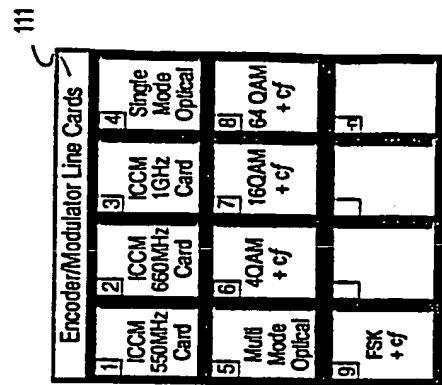 111
Encoder/Modulator Line Cards
1
ICCM
550MHz
Card
2
ICCM
660MHz
Card
3
ICCM
1GHz
Card
4
Single
Mode
Optical
5
Multi
Mode
Optical
6
4QAM
+ cf
7
16QAM
+ cf
8
64 QAM
+ cf
9
FSK
+ cf